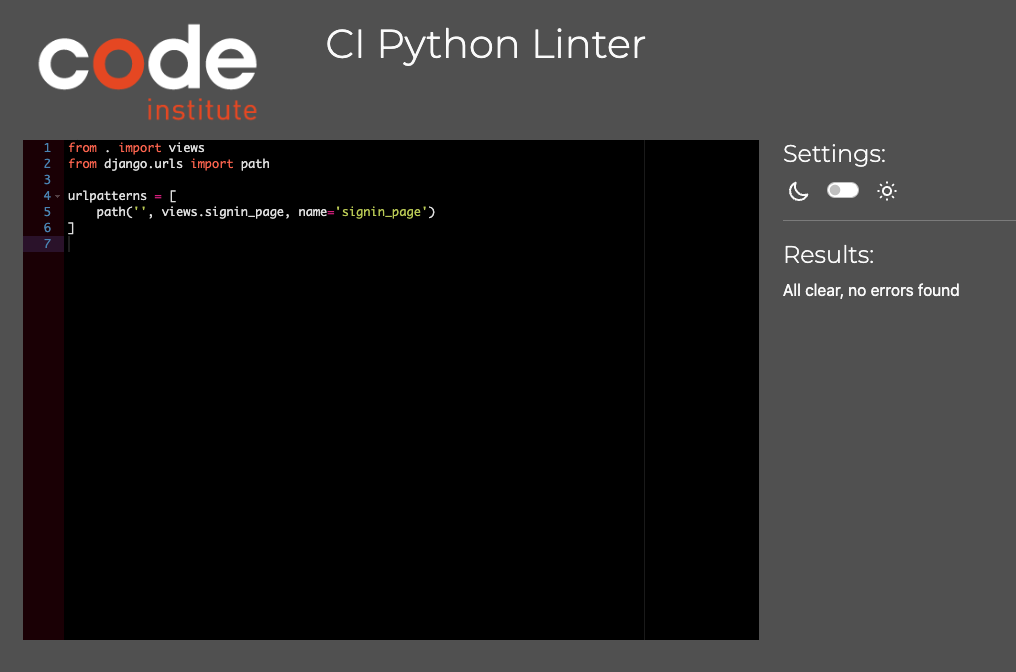 code
institute
CI Python Linter
1 from . import views
2 from django.urls import path
3
4 urlpatterns = [
5     path('', views.signin_page, name='signin_page')
6 ]
7
Settings:
Results:
All clear, no errors found